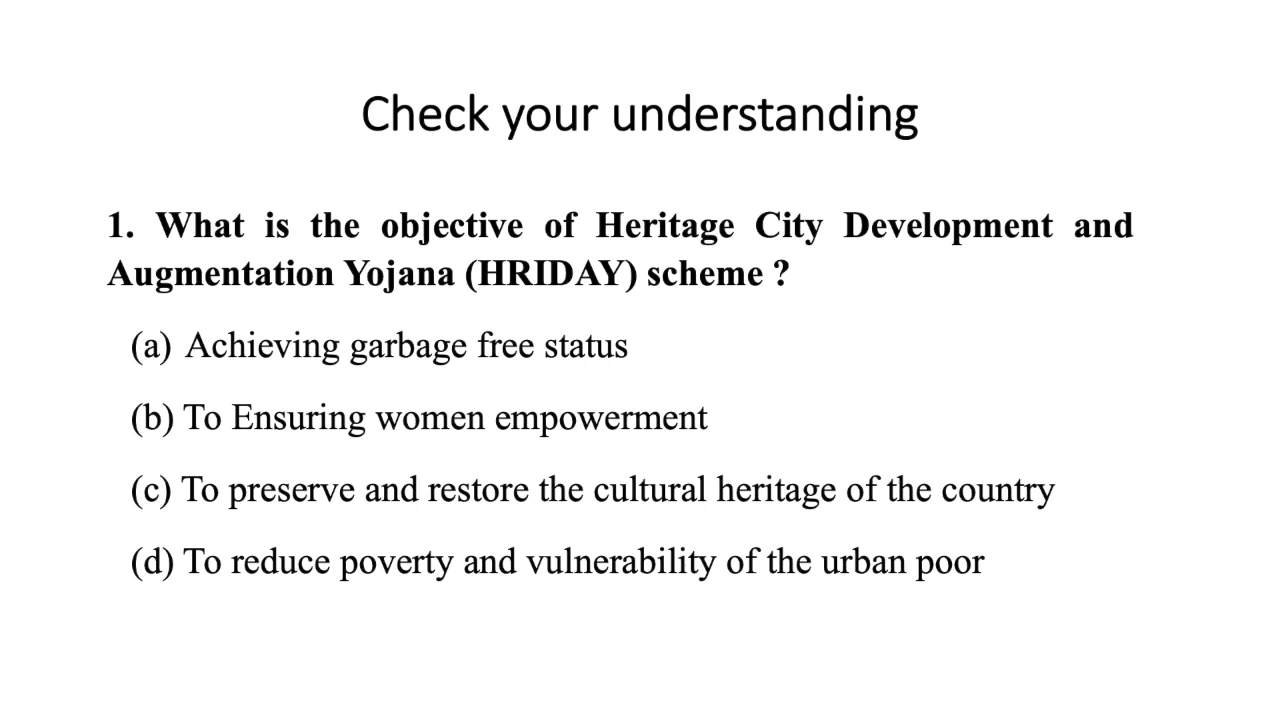 Check your understanding
1. What is the objective of Heritage City Development and
Augmentation Yojana (HRIDAY) scheme ?
(a) Achieving garbage free status
(b) To Ensuring women empowerment
(c) To preserve and restore the cultural heritage of the country
(d) To reduce poverty and vulnerability of the urban poor